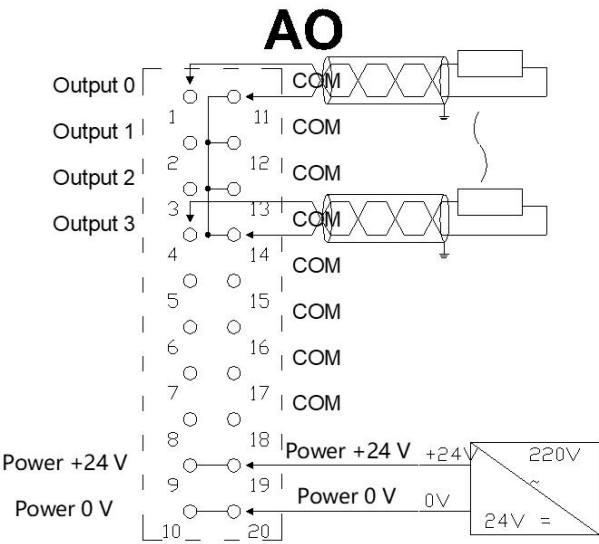 AO
Output 0 COM
1 11
Output 1 COM
2 12
Output 2 COM
3 13
Output 3 COM
4 14
COM
5 15
COM
6 16
COM
7 17
COM
8 18
Power +24 V Power +24 V +24V 220V
9 19 ~
Power 0 V Power 0 V 0V
24V =
10 20